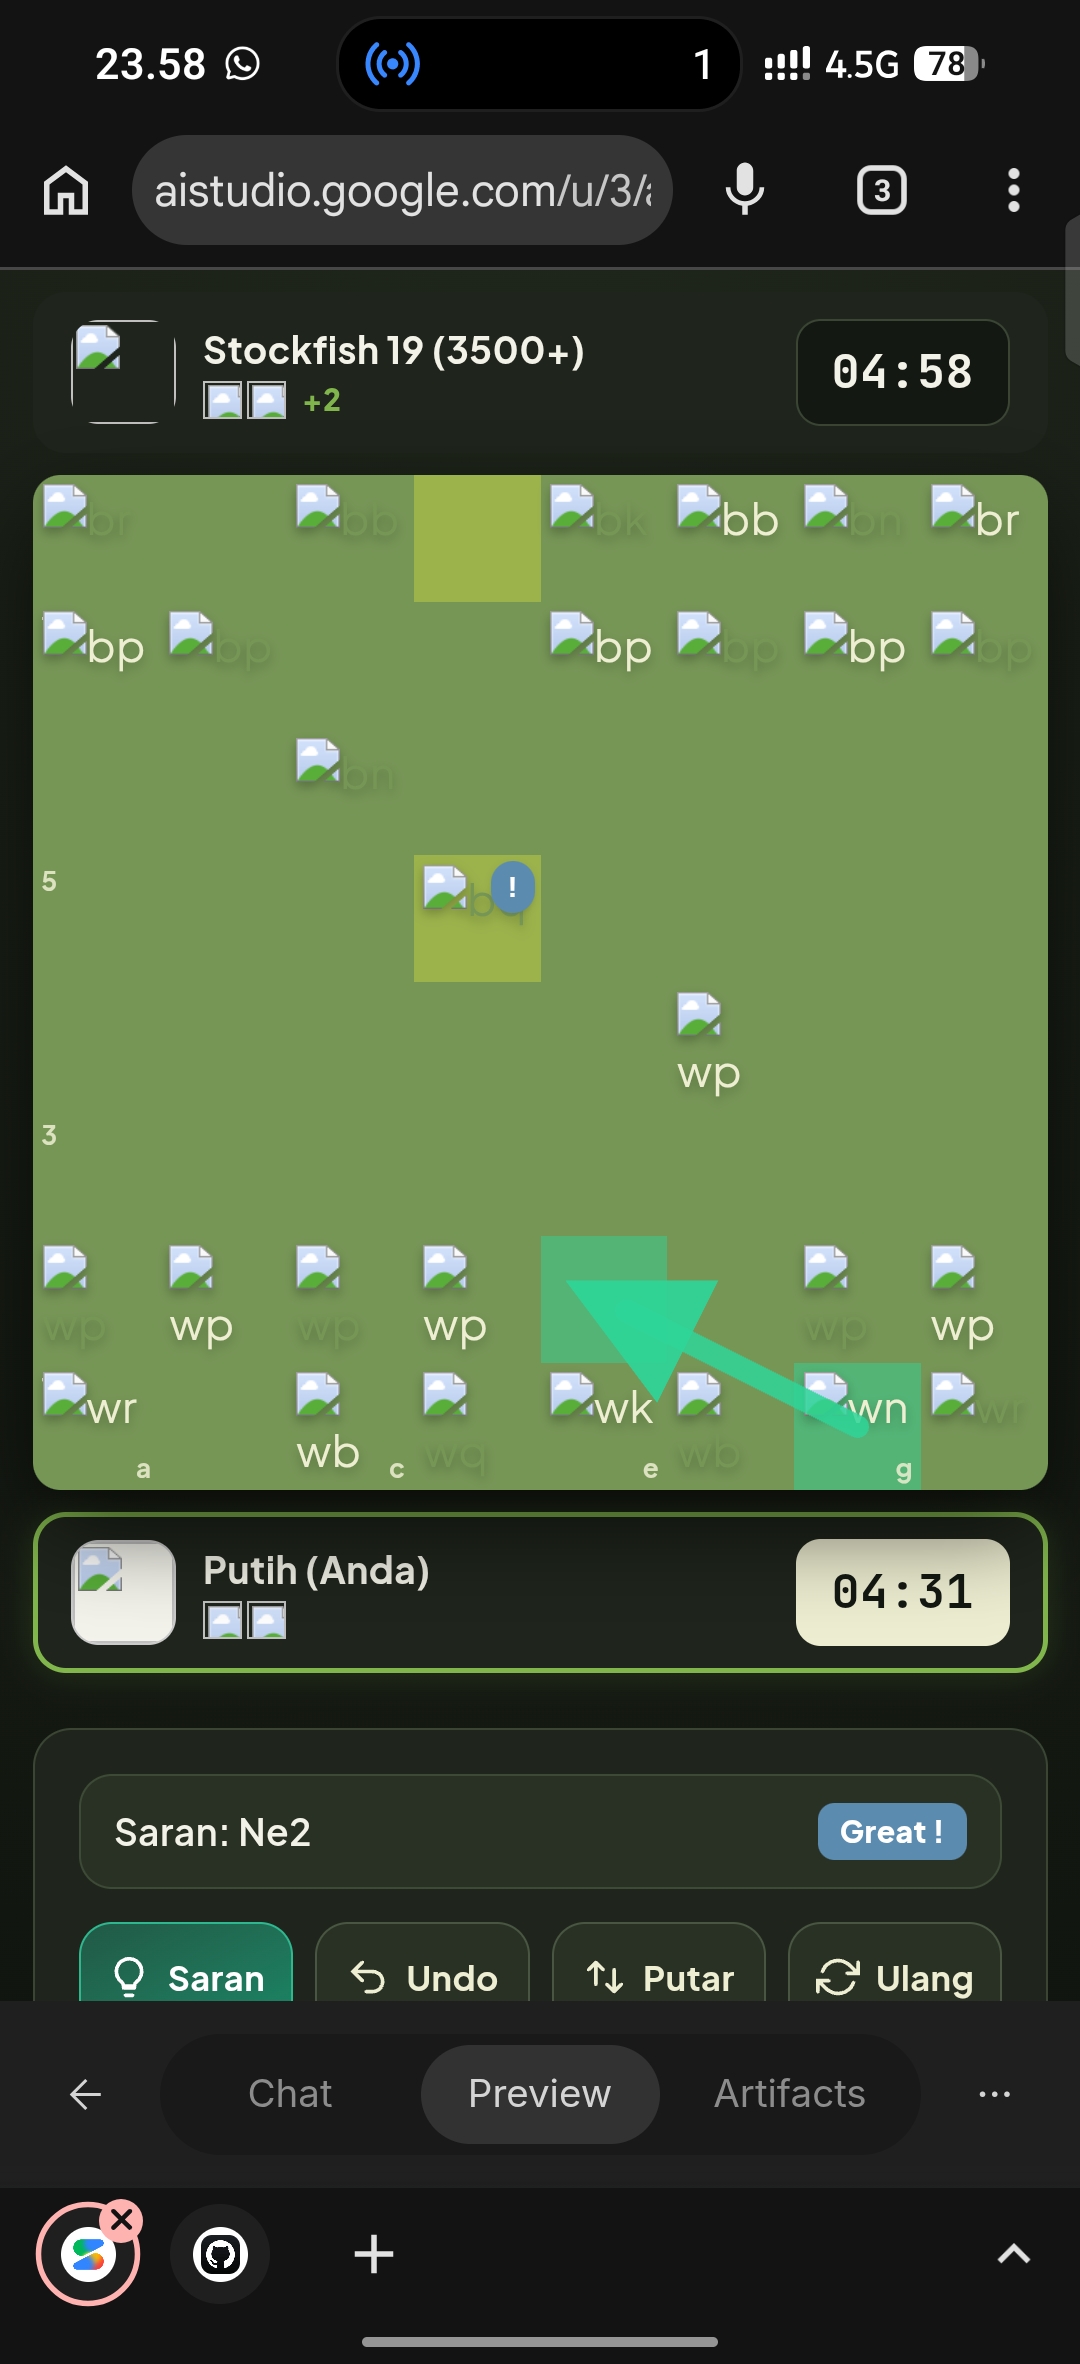 23.58 1 4.5G 78
aistudio.google.com/u/3/a 3
Stockfish 19 (3500+)
+2
04:58
br bb bk bb bn br
bp bp bp bp bp bp
bn
5
bq !
wp
3
wp wp wp wp wp wp
wr wb wq wk wb wn wr
a c e g
Putih (Anda)
04:31
Saran: Ne2 Great !
Saran Undo Putar Ulang
Chat Preview Artifacts